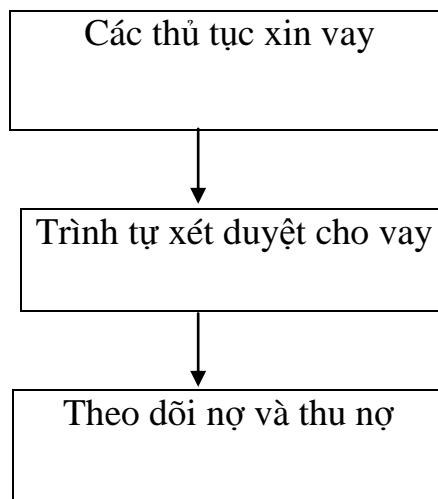 Các thủ tục xin vay
Trình tự xét duyệt cho vay
Theo dõi nợ và thu nợ